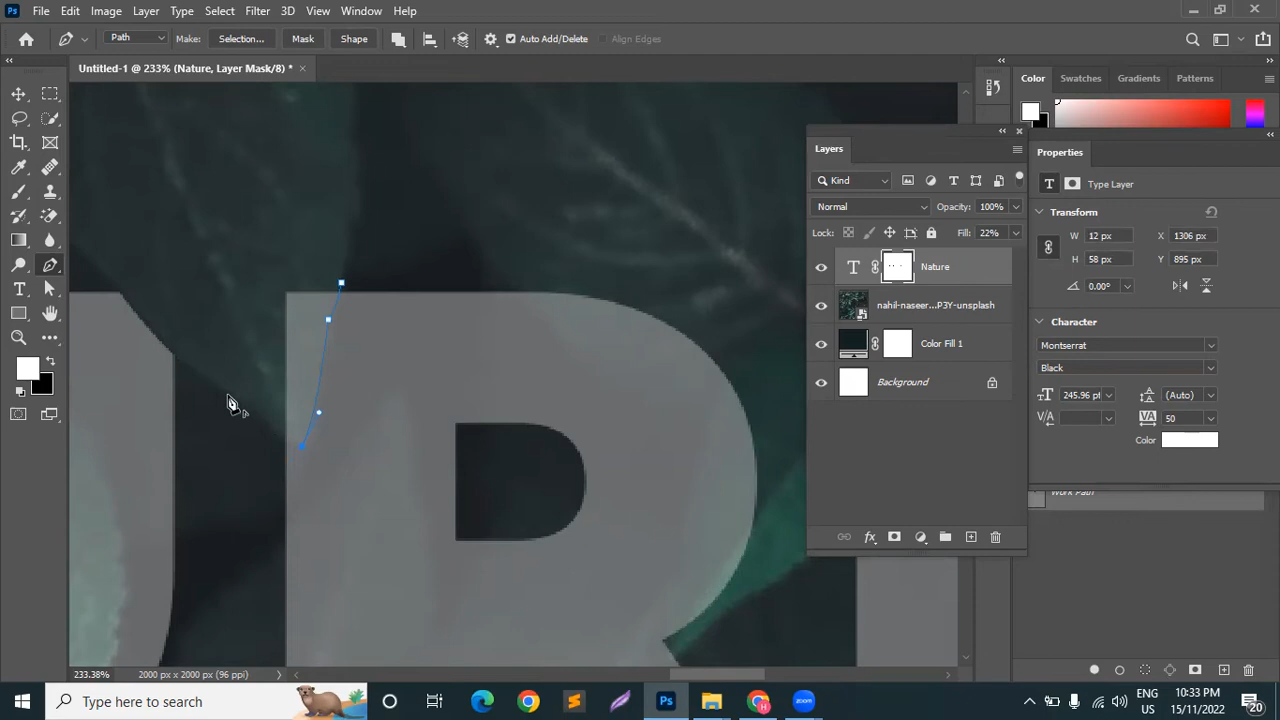 Ps File Edit Image Layer Type Select Filter 3D View Window Help
Path Make: Selection... Mask Shape Auto Add/Delete Align Edges
Untitled-1 @ 233% (Nature, Layer Mask/8) *
Color Swatches Gradients Patterns
Layers
Kind
Normal Opacity: 100%
Lock: Fill: 22%
Nature
nahil-naseer...P3Y-unsplash
Color Fill 1
Background
Properties
Type Layer
Transform
W 12 px X 1306 px
H 58 px Y 895 px
0.00°
Character
Montserrat
Black
245.96 pt (Auto)
50
Color
Work Path
R
233.38% 2000 px x 2000 px (96 ppi)
Type here to search
Ps
zoom
ENG
US
10:33 PM
15/11/2022
20